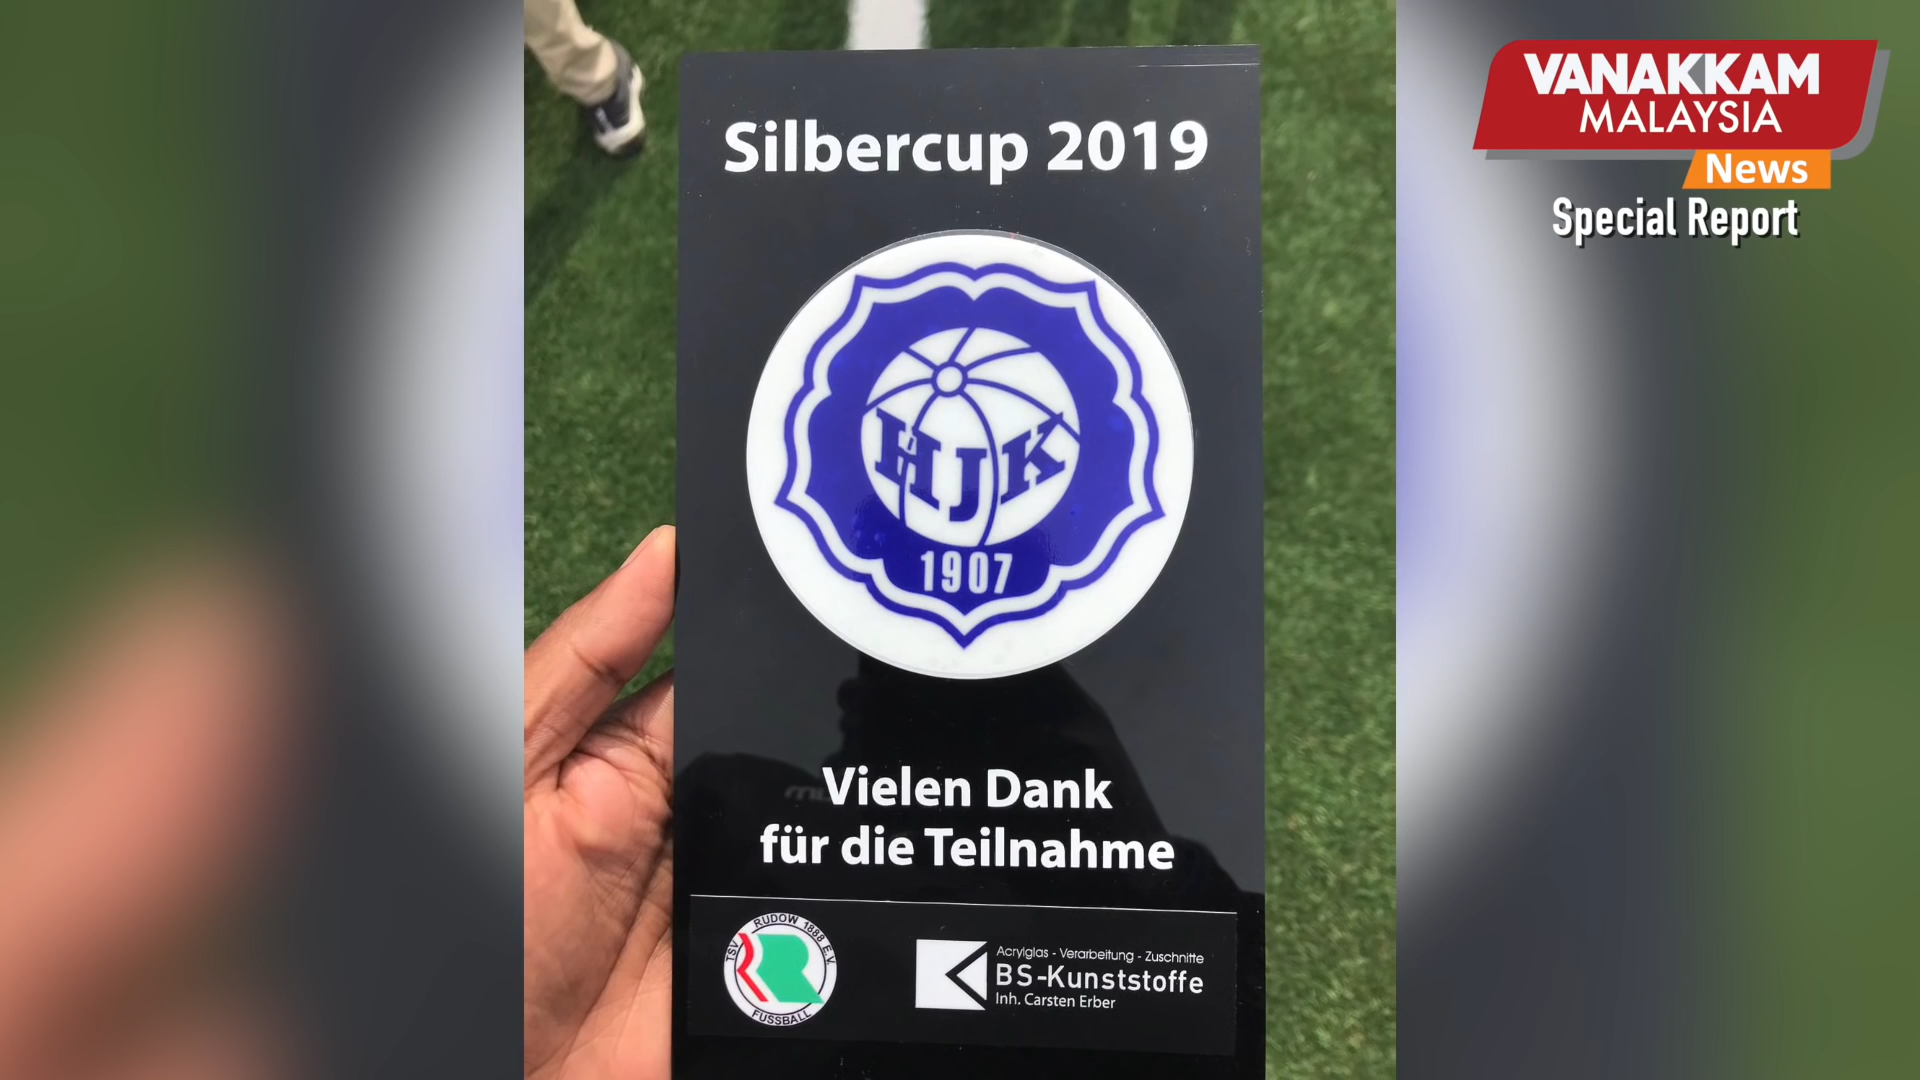 VANAKKAM
MALAYSIA
News
Special Report
Silbercup 2019
HJK
1907
Vielen Dank
für die Teilnahme
TSV RUDOW 1888 E.V.
FUSSBALL
Acrylglas - Verarbeitung - Zuschnitte
BS-Kunststoffe
Inh. Carsten Erber